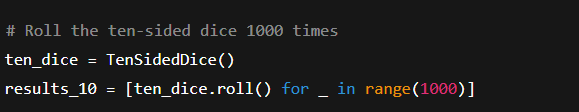 # Roll the ten-sided dice 1000 times
ten_dice = TenSidedDice()
results_10 = [ten_dice.roll() for _ in range(1000)]